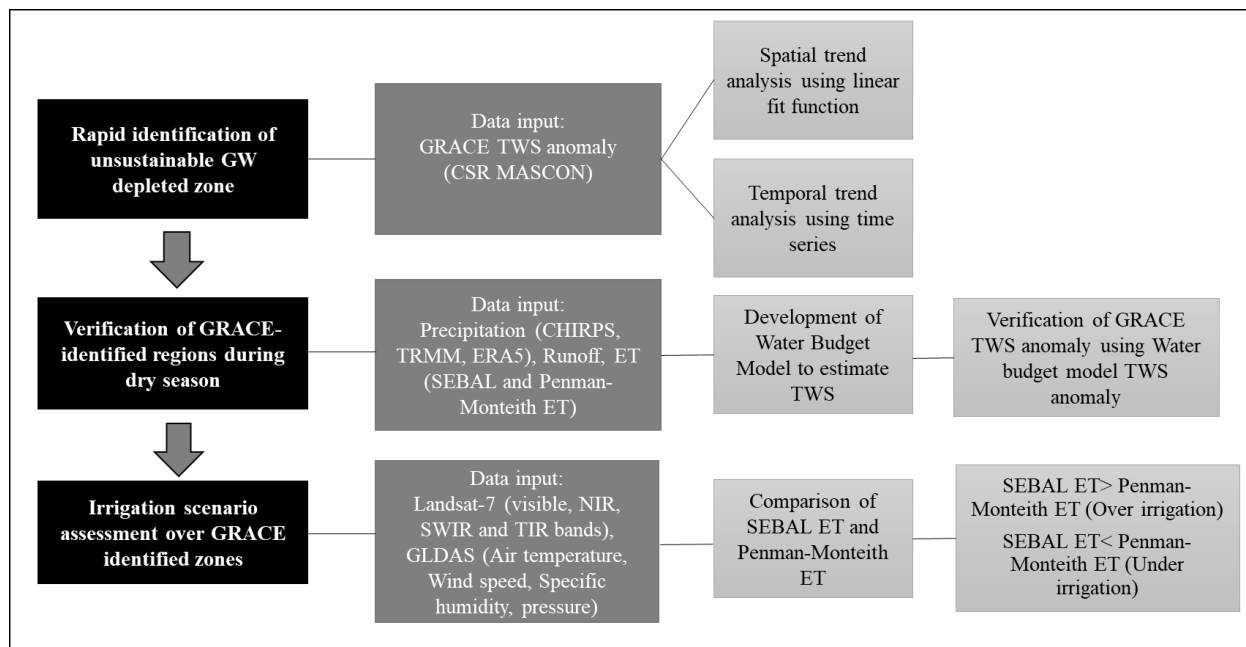 Rapid identification of
unsustainable GW
depleted zone
Data input:
GRACE TWS anomaly
(CSR MASCON)
Spatial trend
analysis using linear
fit function
Temporal trend
analysis using time
series
Verification of GRACE-
identified regions during
dry season
Data input:
Precipitation (CHIRPS,
TRMM, ERA5), Runoff, ET
(SEBAL and Penman-
Monteith ET)
Development of
Water Budget
Model to estimate
TWS
Verification of GRACE
TWS anomaly using Water
budget model TWS
anomaly
Irrigation scenario
assessment over GRACE
identified zones
Data input:
Landsat-7 (visible, NIR,
SWIR and TIR bands),
GLDAS (Air temperature,
Wind speed, Specific
humidity, pressure)
Comparison of
SEBAL ET and
Penman-Monteith
ET
SEBAL ET> Penman-
Monteith ET (Over irrigation)
SEBAL ET< Penman-
Monteith ET (Under
irrigation)